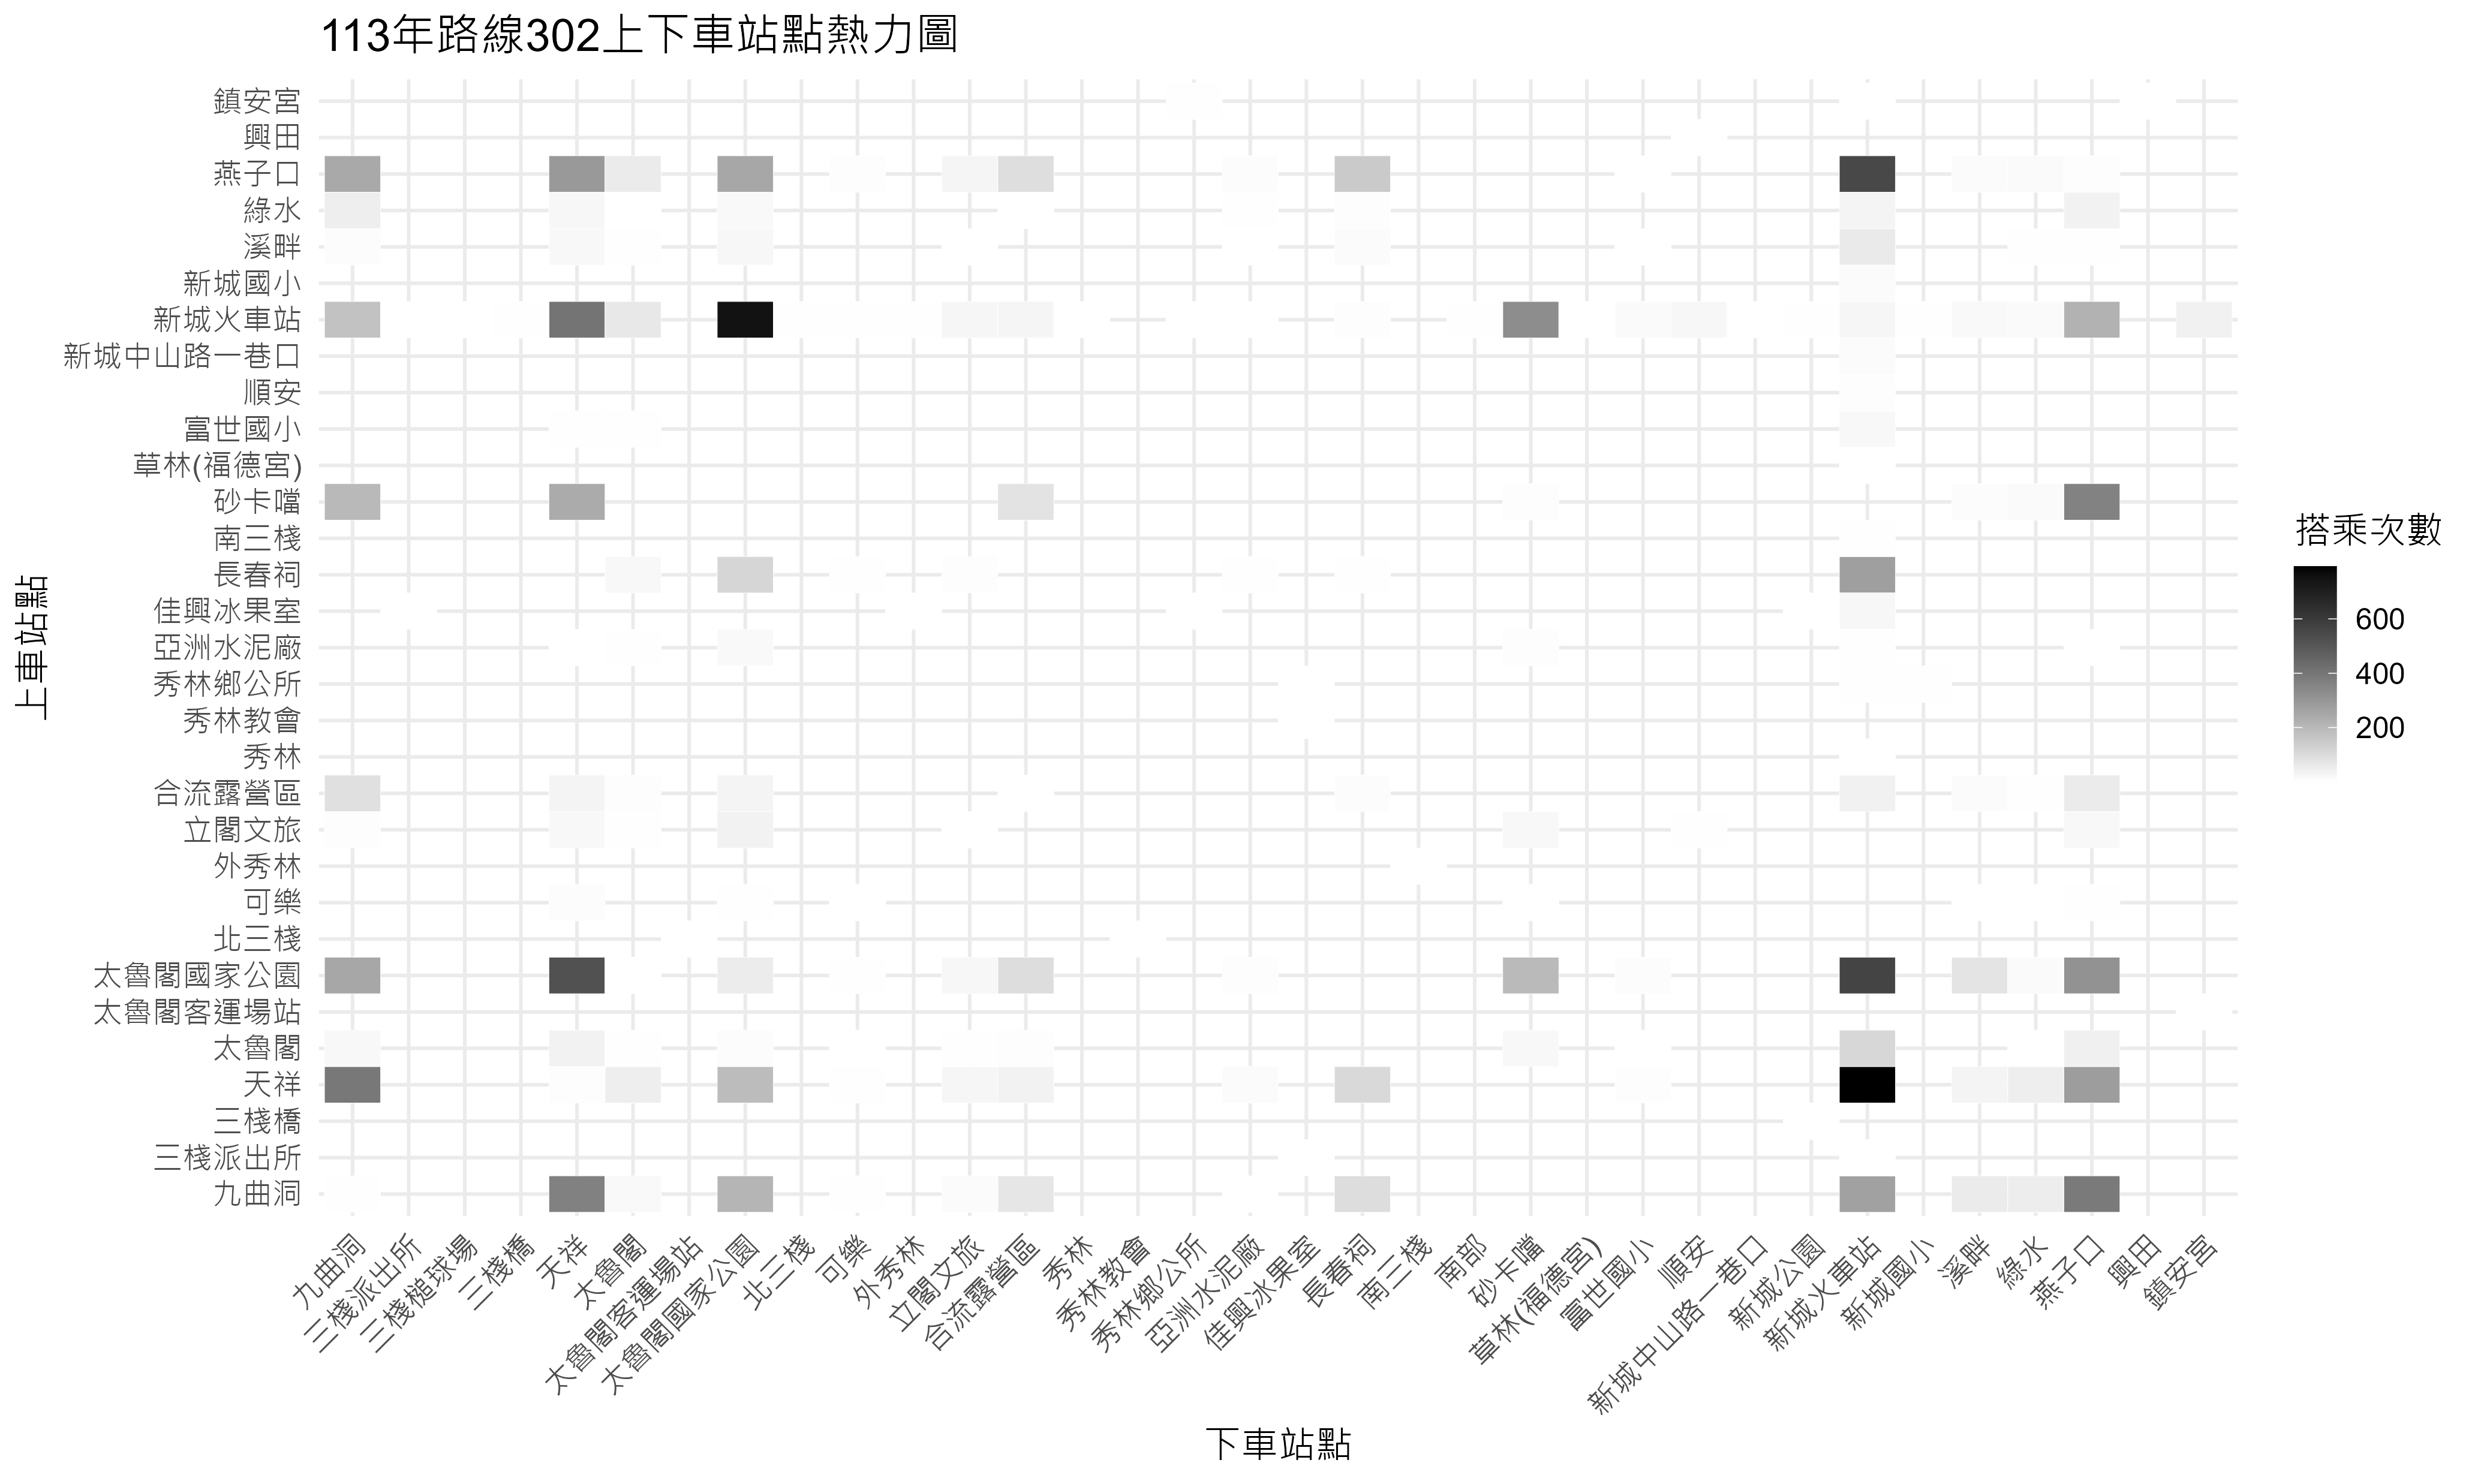 113年路線302上下車站點熱力圖
上車站點
鎮安宮
興田
燕子口
綠水
溪畔
新城國小
新城火車站
新城中山路一巷口
順安
富世國小
草林(福德宮)
砂卡噹
南三棧
長春祠
佳興冰果室
亞洲水泥廠
秀林鄉公所
秀林教會
秀林
合流露營區
立閣文旅
外秀林
可樂
北三棧
太魯閣國家公園
太魯閣客運場站
太魯閣
天祥
三棧橋
三棧派出所
九曲洞
九曲洞
三棧派出所
三棧槌球場
三棧橋
天祥
太魯閣
太魯閣客運場站
太魯閣國家公園
北三棧
可樂
外秀林
立閣文旅
合流露營區
秀林
秀林教會
秀林鄉公所
亞洲水泥廠
佳興冰果室
長春祠
南三棧
南部
砂卡噹
草林(福德宮)
富世國小
順安
新城中山路一巷口
新城公園
新城火車站
新城國小
溪畔
綠水
燕子口
興田
鎮安宮
下車站點
搭乘次數
600
400
200